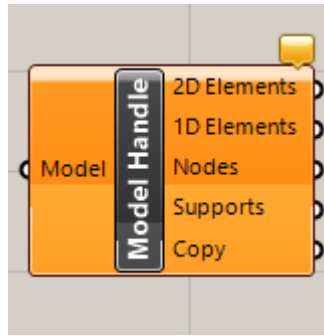 Model
Model Handle
2D Elements
1D Elements
Nodes
Supports
Copy